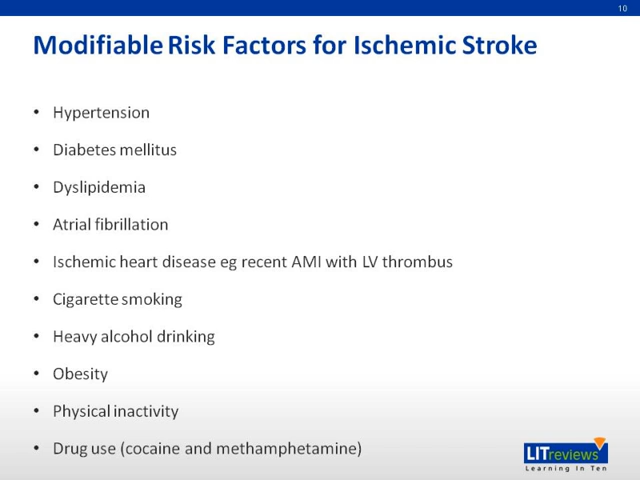 10
Modifiable Risk Factors for Ischemic Stroke
• Hypertension
• Diabetes mellitus
• Dyslipidemia
• Atrial fibrillation
• Ischemic heart disease eg recent AMI with LV thrombus
• Cigarette smoking
• Heavy alcohol drinking
• Obesity
• Physical inactivity
• Drug use (cocaine and methamphetamine)
LITreviews
Learning In Ten